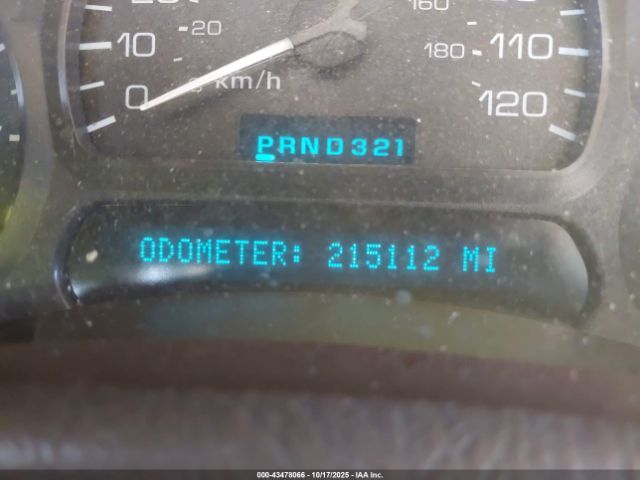 160
10 20 180 110
0 km/h 120
PRND321
ODOMETER: 215112 MI
000-43478066 - 10/17/2025 - IAA Inc.